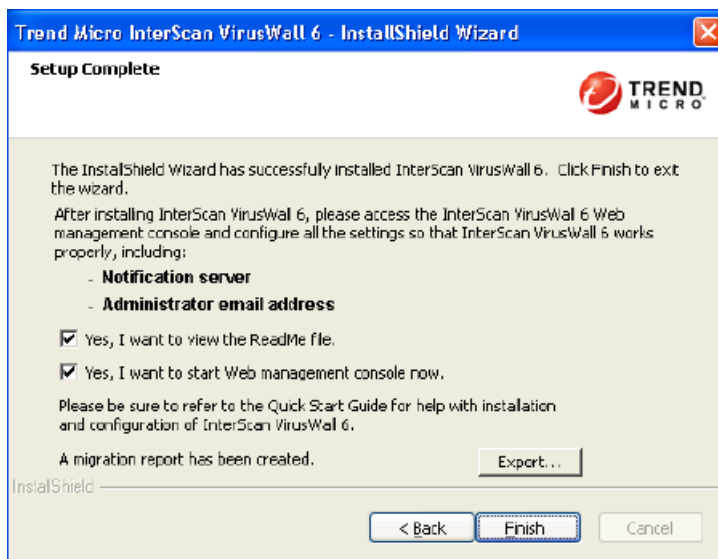 Trend Micro InterScan VirusWall 6 - InstallShield Wizard
Setup Complete
TREND
MICRO
The InstallShield Wizard has successfully installed InterScan VirusWall 6. Click Finish to exit
the wizard.
After installing InterScan VirusWall 6, please access the InterScan VirusWall 6 Web
management console and configure all the settings so that InterScan VirusWall 6 works
properly, including:
- Notification server
- Administrator email address
Yes, I want to view the ReadMe file.
Yes, I want to start Web management console now.
Please be sure to refer to the Quick Start Guide for help with installation
and configuration of InterScan VirusWall 6.
A migration report has been created.
Export...
InstallShield
< Back
Finish
Cancel